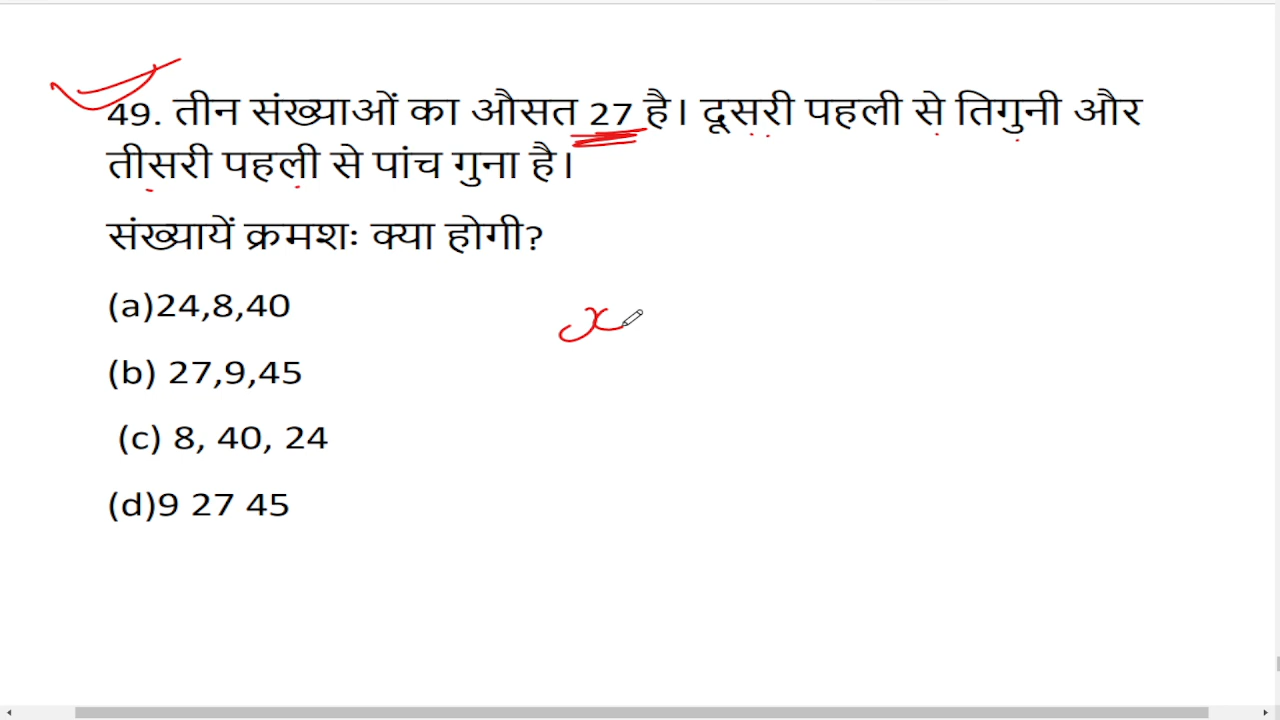 49. तीन संख्याओं का औसत 27 है। दूसरी पहली से तिगुनी और
तीसरी पहली से पांच गुना है।
संख्यायें क्रमशः क्या होगी?
(a)24,8,40
x
(b) 27,9,45
(c) 8, 40, 24
(d)9 27 45